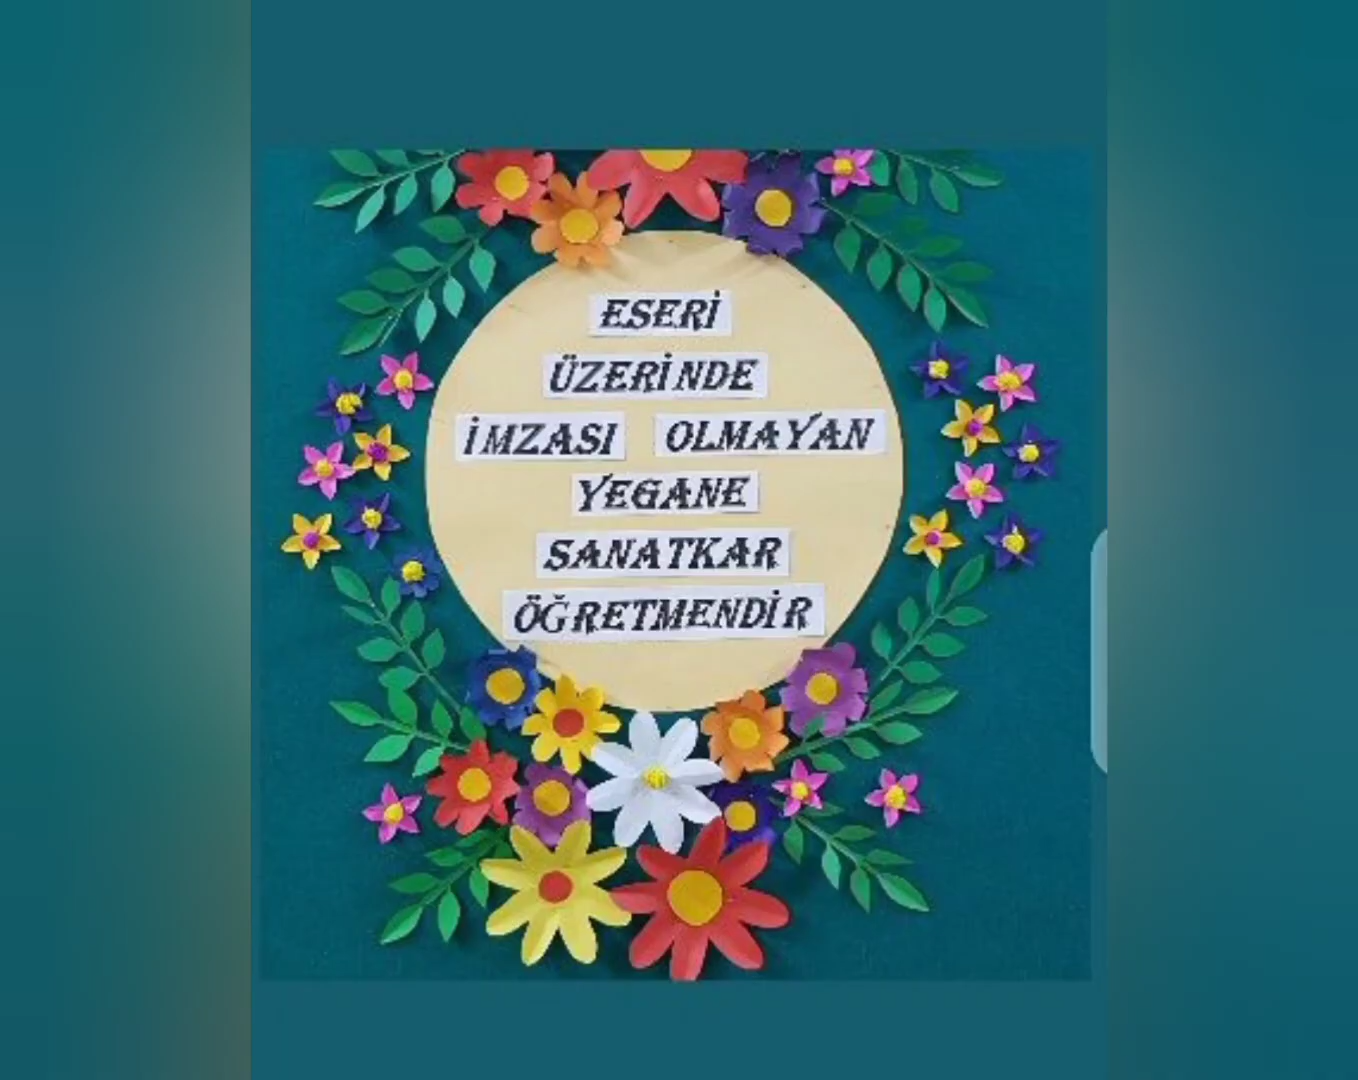 ESERİ
ÜZERİNDE
İMZASI OLMAYAN
YEGANE
SANATKAR
ÖĞRETMENDİR